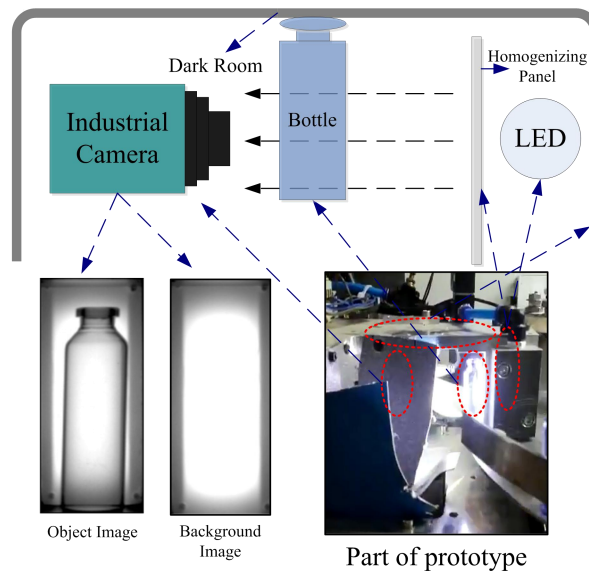 Dark Room
Homogenizing
Panel
Industrial
Camera
Bottle
LED
Object Image
Background
Image
Part of prototype